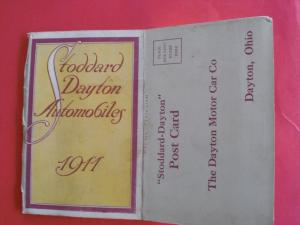 Stoddard
Dayton
Automobiles
1911
"Stoddard-Dayton"
Post Card
The Dayton Motor Car Co
Dayton, Ohio